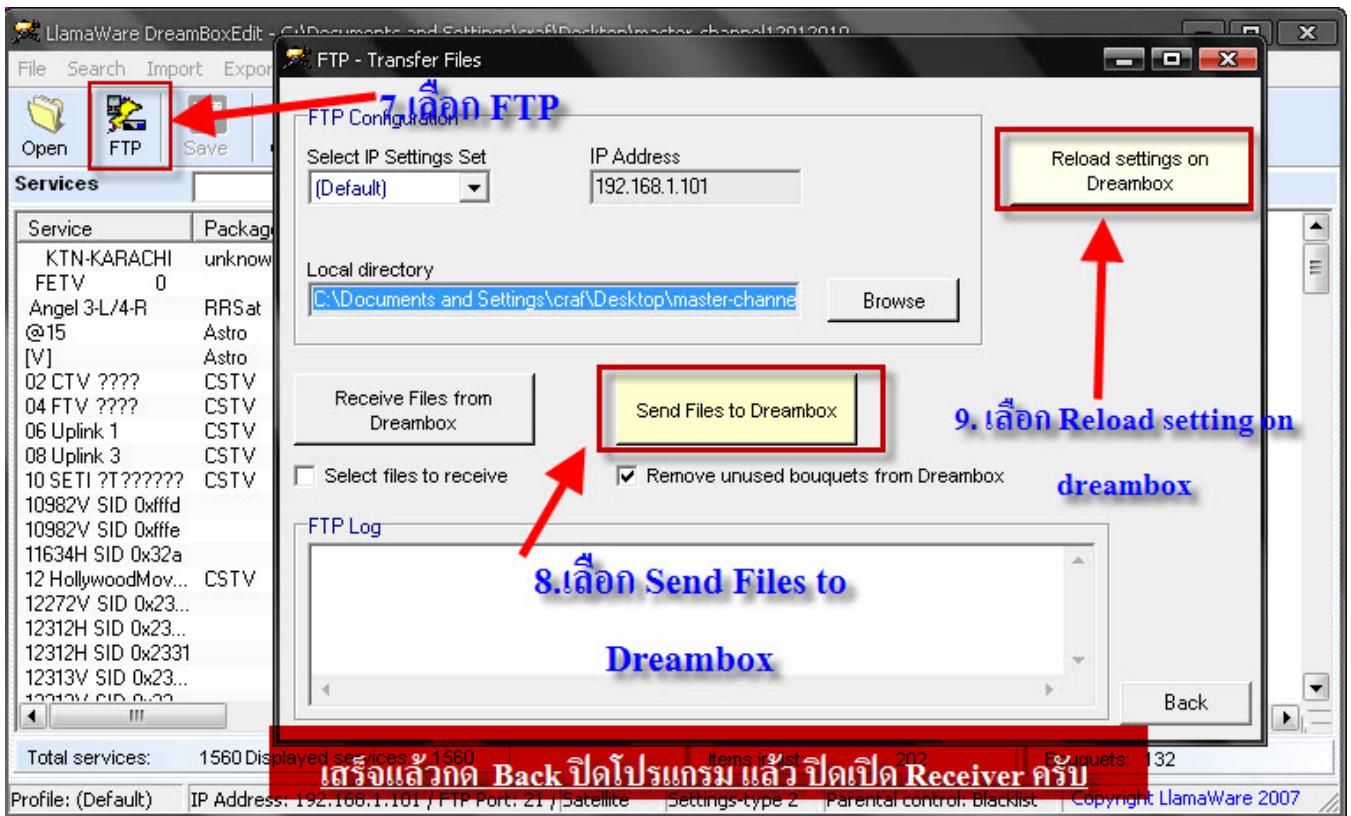 LlamaWare DreamBoxEdit - C:\Documents and Settings\craf\Desktop\master-channel12012010
File Search Import Expor
Open FTP Save
Services
Service Packag
KTN-KARACHI unknow
FETV 0
Angel 3-L/4-R RRSat
@15 Astro
[V] Astro
02 CTV ???? CSTV
04 FTV ???? CSTV
06 Uplink 1 CSTV
08 Uplink 3 CSTV
10 SETI ?T?????? CSTV
10982V SID 0xfffd
10982V SID 0xfffe
11634H SID 0x32a
12 HollywoodMov... CSTV
12272V SID 0x23...
12312H SID 0x23...
12312H SID 0x2331
12313V SID 0x23...
FTP - Transfer Files
7.เลือก FTP
FTP Configuration
Select IP Settings Set
(Default)
IP Address
192.168.1.101
Reload settings on
Dreambox
Local directory
C:\Documents and Settings\craf\Desktop\master-channe
Browse
Receive Files from
Dreambox
Send Files to Dreambox
9. เลือก Reload setting on
dreambox
Select files to receive
Remove unused bouquets from Dreambox
FTP Log
8.เลือก Send Files to
Dreambox
Back
Total services: 1560 Displayed services: 1560 Items in list: 202 Bouquets: 132
เสร็จแล้วกด Back ปิดโปรแกรม แล้ว ปิดเปิด Receiver ครับ
Profile: (Default) IP Address: 192.168.1.101 / FTP Port: 21 / Satellite Settings-type 2 Parental control: Blacklist Copyright LlamaWare 2007